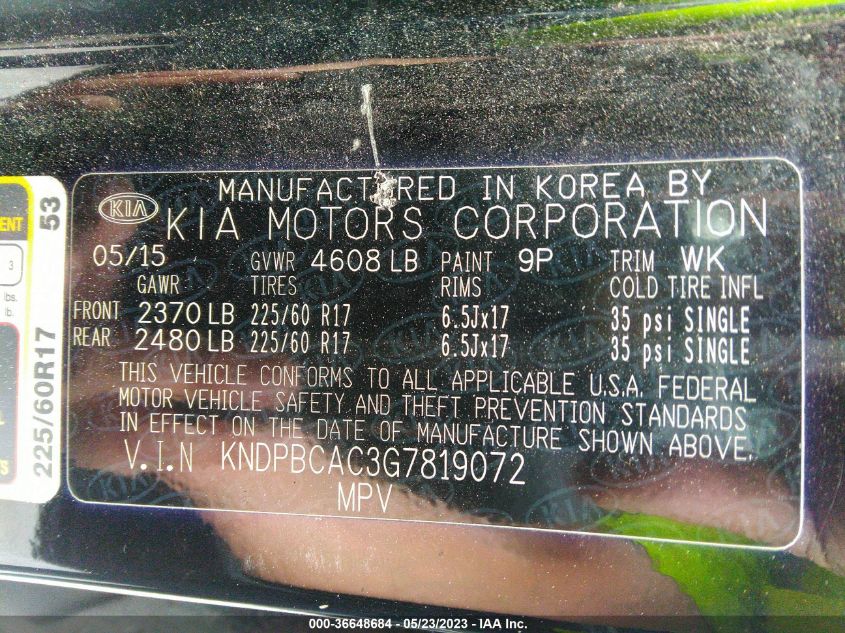 MANUFACTURED IN KOREA BY
KIA KIA MOTORS CORPORATION
05/15 GVWR 4608 LB PAINT 9P TRIM WK
GAWR TIRES RIMS COLD TIRE INFL
FRONT 2370 LB 225/60 R17 6.5Jx17 35 psi SINGLE
REAR 2480 LB 225/60 R17 6.5Jx17 35 psi SINGLE
THIS VEHICLE CONFORMS TO ALL APPLICABLE U.S.A. FEDERAL
MOTOR VEHICLE SAFETY AND THEFT PREVENTION STANDARDS
IN EFFECT ON THE DATE OF MANUFACTURE SHOWN ABOVE.
V.I.N KNDPBCAC3G7819072
MPV
225/60R17 53
3
lbs.
lb.
000-36648684 - 05/23/2023 - IAA Inc.